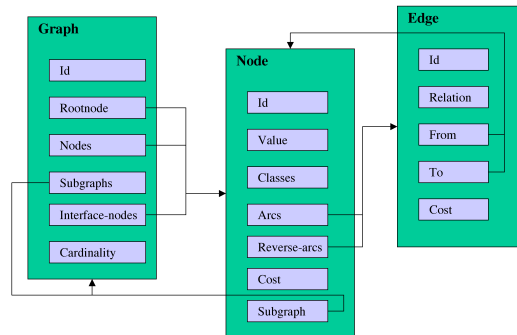 Graph
Id
Rootnode
Nodes
Subgraphs
Interface-nodes
Cardinality
Node
Id
Value
Classes
Arcs
Reverse-arcs
Cost
Subgraph
Edge
Id
Relation
From
To
Cost